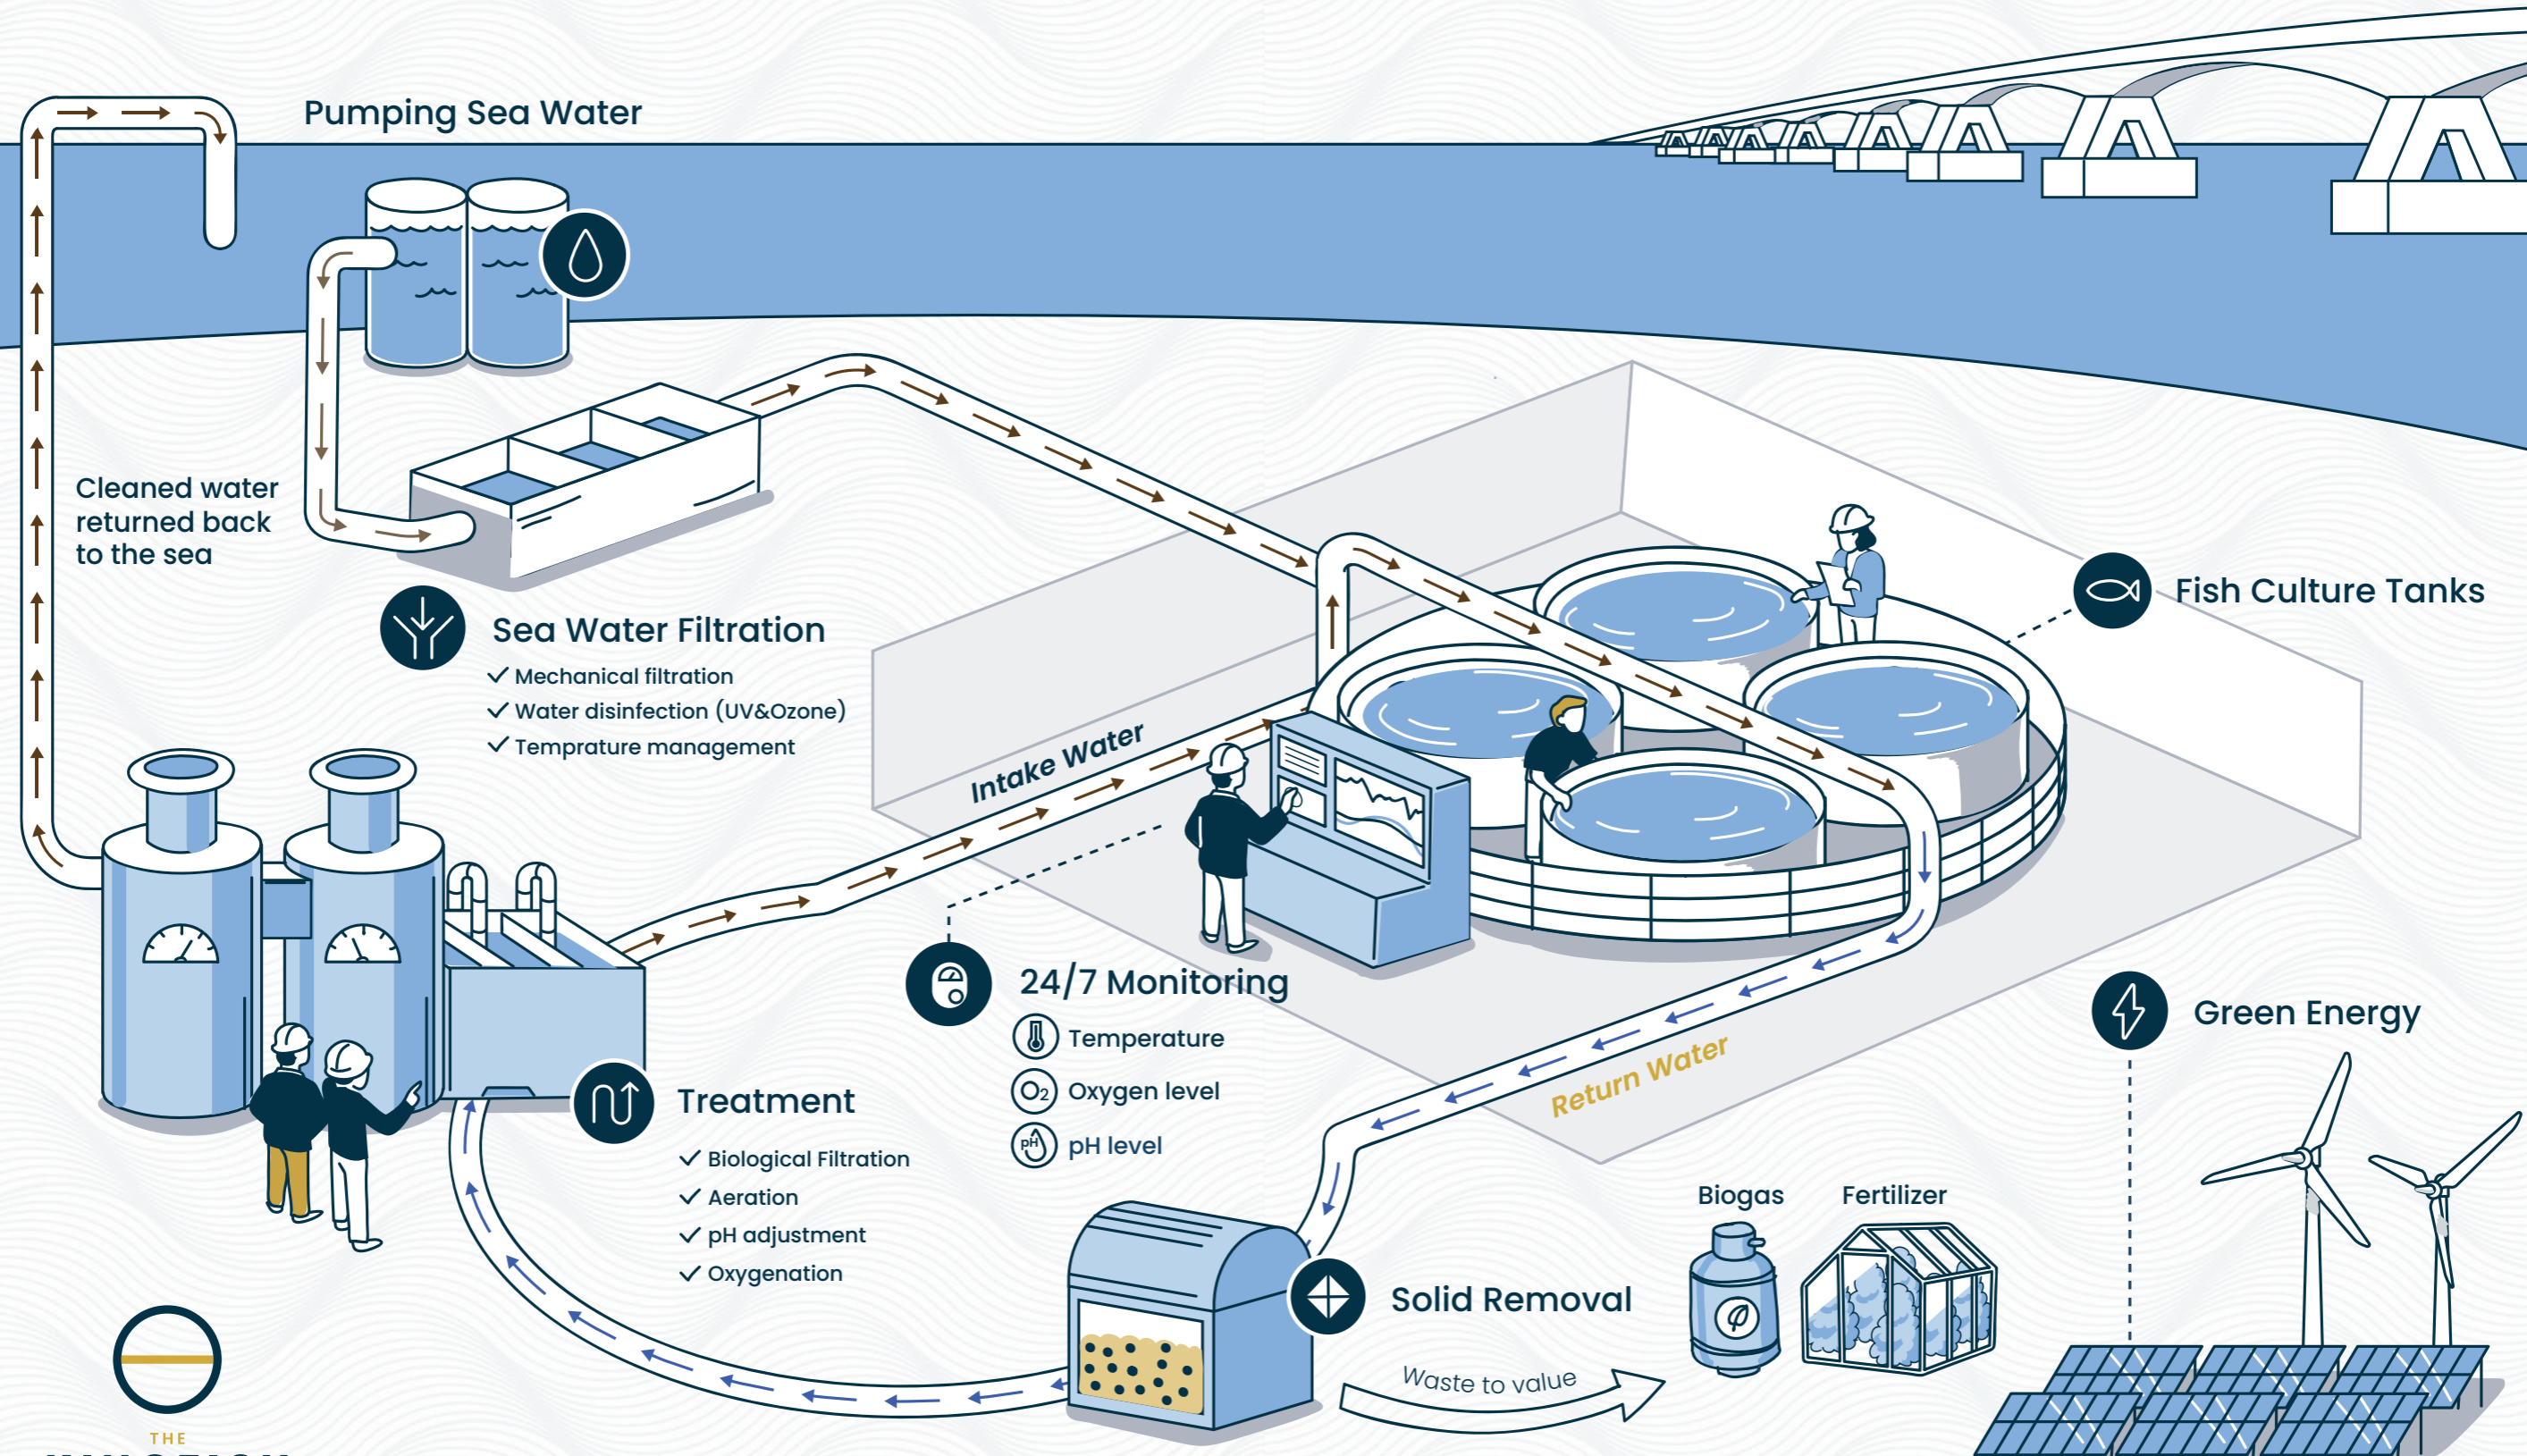 Pumping Sea Water
Cleaned water
returned back
to the sea
Sea Water Filtration
Mechanical filtration
Water disinfection (UV&Ozone)
Temprature management
Fish Culture Tanks
Intake Water
24/7 Monitoring
Temperature
O2 Oxygen level
pH pH level
Return Water
Green Energy
Treatment
Biological Filtration
Aeration
pH adjustment
Oxygenation
Biogas
Fertilizer
Solid Removal
Waste to value
THE